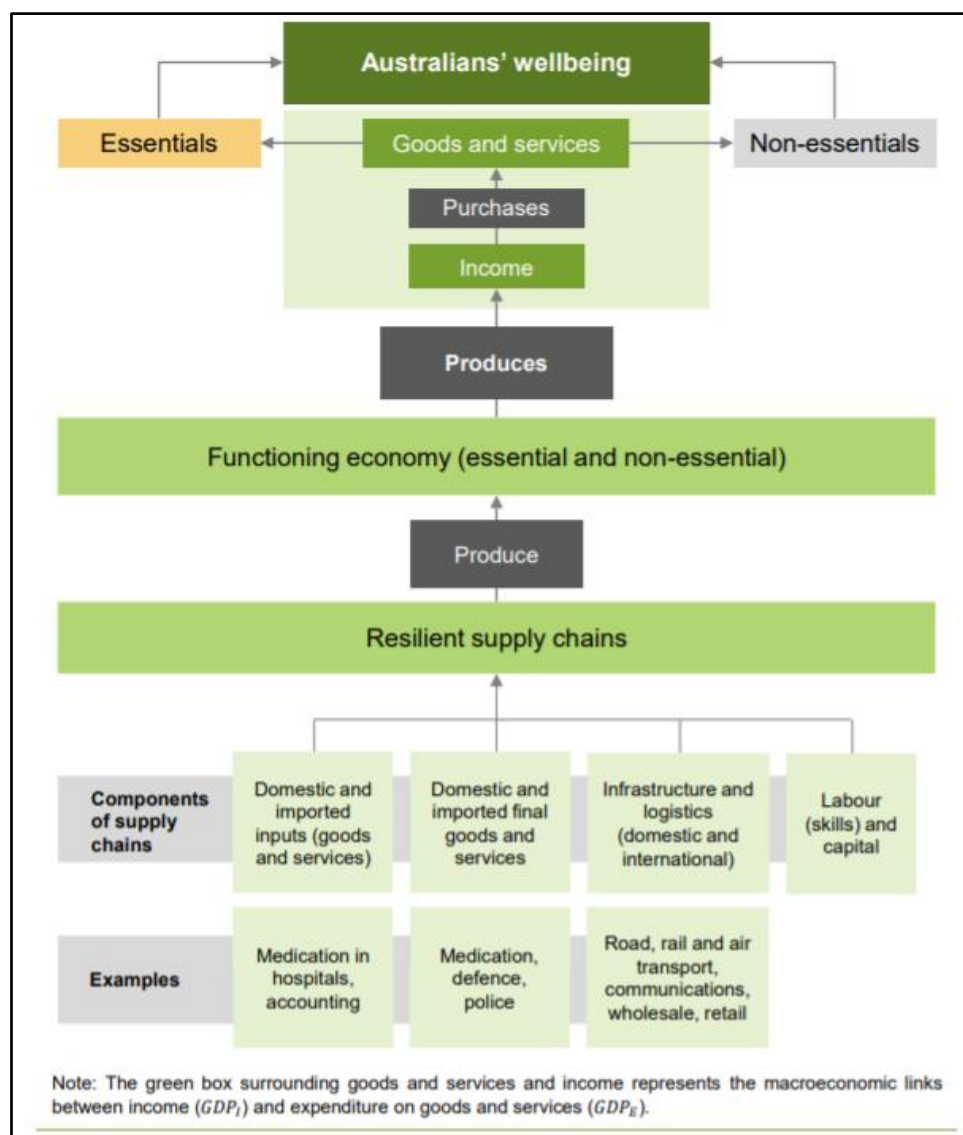 Australians' wellbeing
Essentials
Goods and services
Non-essentials
Purchases
Income
Produces
Functioning economy (essential and non-essential)
Produce
Resilient supply chains
Components
of supply
chains
Domestic and
imported
inputs (goods
and services)
Domestic and
imported final
goods and
services
Infrastructure and
logistics
(domestic and
international)
Labour
(skills) and
capital
Examples
Medication in
hospitals,
accounting
Medication,
defence,
police
Road, rail and air
transport,
communications,
wholesale, retail
Note: The green box surrounding goods and services and income represents the macroeconomic links
between income (GDP_I) and expenditure on goods and services (GDP_E).